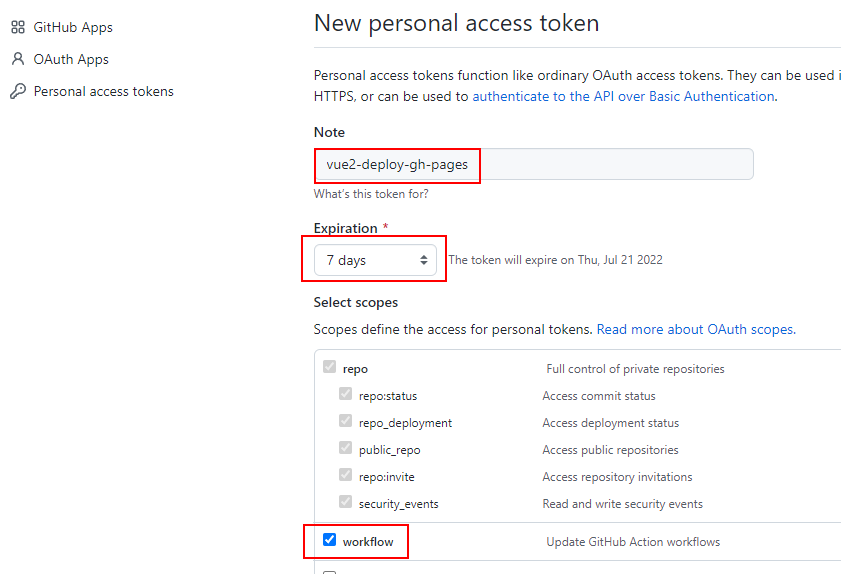 GitHub Apps
OAuth Apps
Personal access tokens
New personal access token
Personal access tokens function like ordinary OAuth access tokens. They can be used i
HTTPS, or can be used to authenticate to the API over Basic Authentication.
Note
vue2-deploy-gh-pages
What's this token for?
Expiration *
7 days The token will expire on Thu, Jul 21 2022
Select scopes
Scopes define the access for personal tokens. Read more about OAuth scopes.
repo Full control of private repositories
repo:status Access commit status
repo_deployment Access deployment status
public_repo Access public repositories
repo:invite Access repository invitations
security_events Read and write security events
workflow Update GitHub Action workflows